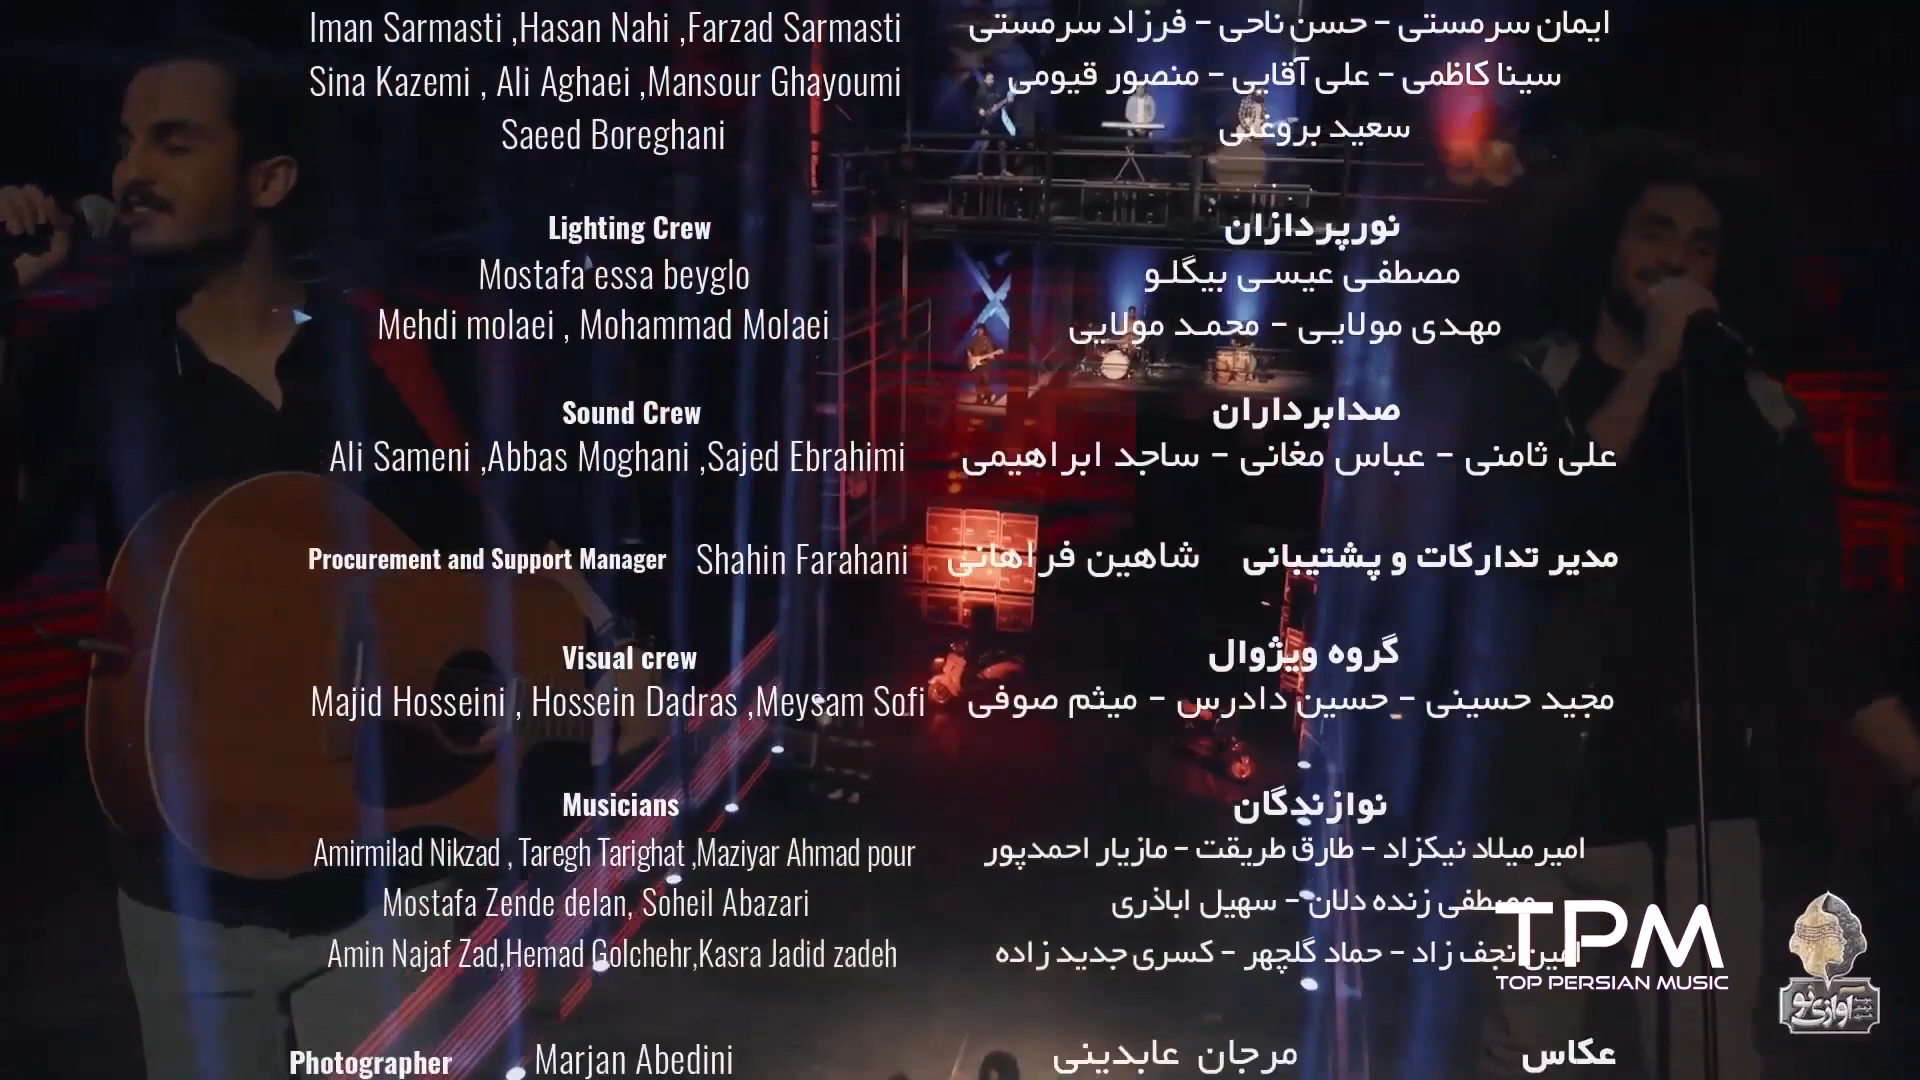 Iman Sarmasti ,Hasan Nahi ,Farzad Sarmasti
ایمان سرمستی - حسن ناحی - فرزاد سرمستی
Sina Kazemi , Ali Aghaei ,Mansour Ghayoumi
سینا کاظمی - علی آقایی - منصور قیومی
Saeed Boreghani
سعید بروغنی
Lighting Crew
نورپردازان
Mostafa essa beyglo
مصطفی عیسی بیگلو
Mehdi molaei , Mohammad Molaei
مهدی مولایی - محمد مولایی
Sound Crew
صدابرداران
Ali Sameni ,Abbas Moghani ,Sajed Ebrahimi
علی ثامنی - عباس مغانی - ساجد ابراهیمی
Procurement and Support Manager Shahin Farahani
مدیر تدارکات و پشتیبانی شاهین فراهانی
Visual crew
گروه ویژوال
Majid Hosseini , Hossein Dadras ,Meysam Sofi
مجید حسینی - حسین دادرس - میثم صوفی
Musicians
نوازندگان
Amirmilad Nikzad , Taregh Tarighat ,Maziyar Ahmad pour
امیرمیلاد نیکزاد - طارق طریقت - مازیار احمدپور
Mostafa Zende delan, Soheil Abazari
مصطفی زنده دلان - سهیل اباذری
Amin Najaf Zad,Hemad Golchehr,Kasra Jadid zadeh
امین نجف زاد - حماد گلچهر - کسری جدید زاده
TPM
TOP PERSIAN MUSIC
آوازی نو
Photographer Marjan Abedini
عکاس مرجان عابدینی